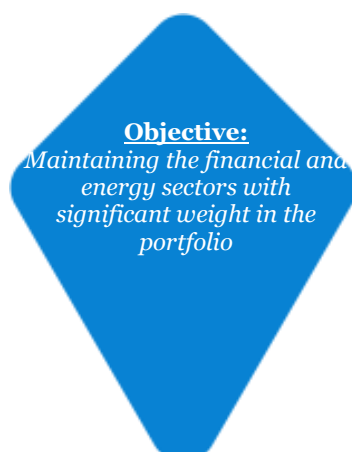 Objective:
Maintaining the financial and
energy sectors with
significant weight in the
portfolio